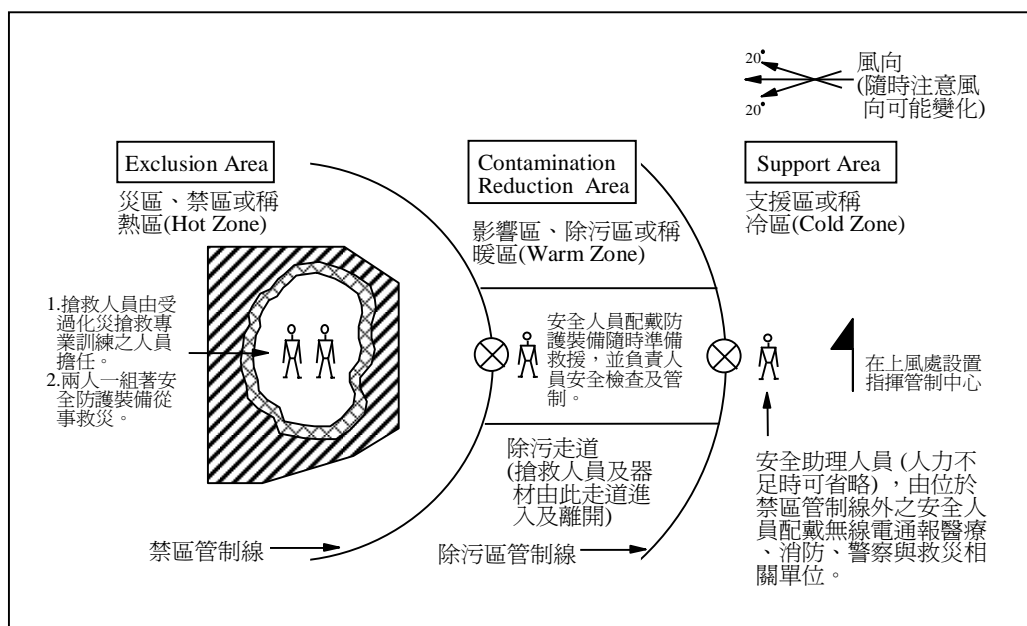 20°
20°
風向
(隨時注意風
向可能變化)
Exclusion Area
災區、禁區或稱
熱區(Hot Zone)
Contamination
Reduction Area
影響區、除污區或稱
暖區(Warm Zone)
Support Area
支援區或稱
冷區(Cold Zone)
1.搶救人員由受
過化災搶救專
業訓練之人員
擔任。
2.兩人一組著安
全防護裝備從
事救災。
安全人員配戴防
護裝備隨時準備
救援，並負責人
員安全檢查及管
制。
在上風處設置
指揮管制中心
除污走道
(搶救人員及器
材由此走道進
入及離開)
安全助理人員 (人力不
足時可省略) ，由位於
禁區管制線外之安全人
員配戴無線電通報醫療
、消防、警察與救災相
關單位。
禁區管制線
除污區管制線